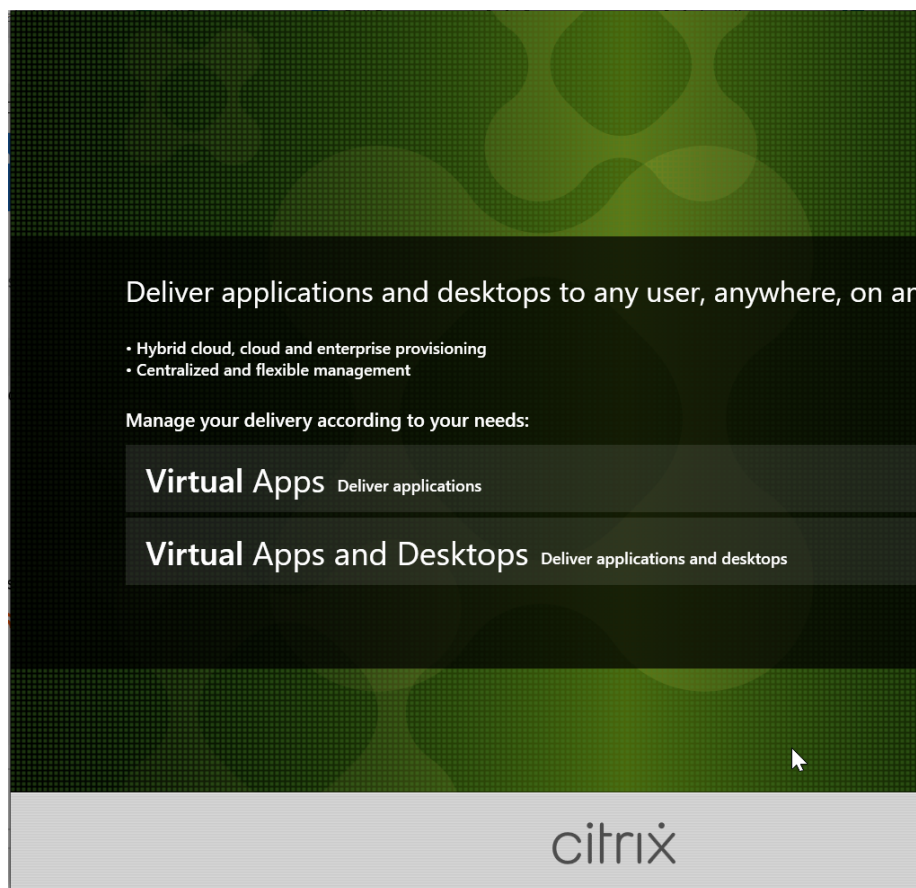 Deliver applications and desktops to any user, anywhere, on
• Hybrid cloud, cloud and enterprise provisioning
• Centralized and flexible management
Manage your delivery according to your needs:
Virtual Apps Deliver applications
Virtual Apps and Desktops Deliver applications and desktops
citrix